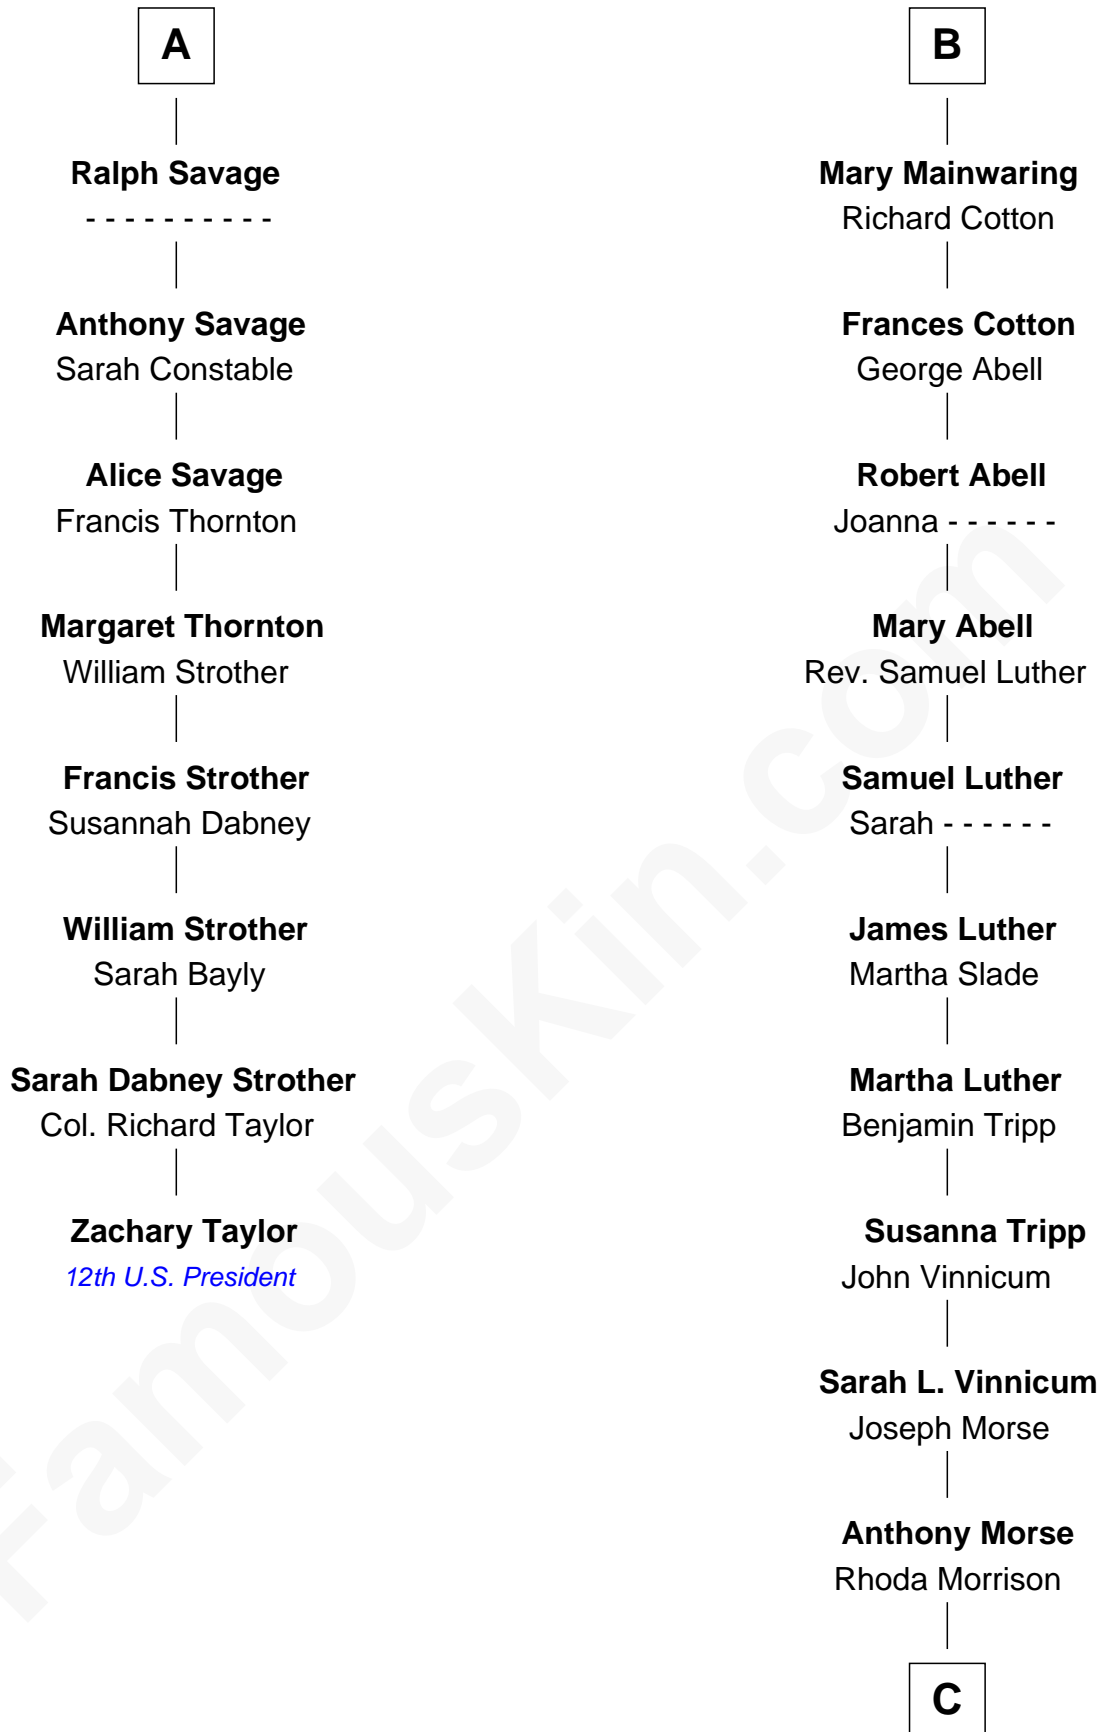 A
Ralph Savage
- - - - - - - - - -
Anthony Savage
Sarah Constable
Alice Savage
Francis Thornton
Margaret Thornton
William Strother
Francis Strother
Susannah Dabney
William Strother
Sarah Bayly
Sarah Dabney Strother
Col. Richard Taylor
Zachary Taylor
12th U.S. President
B
Mary Mainwaring
Richard Cotton
Frances Cotton
George Abell
Robert Abell
Joanna - - - - - -
Mary Abell
Rev. Samuel Luther
Samuel Luther
Sarah - - - - - -
James Luther
Martha Slade
Martha Luther
Benjamin Tripp
Susanna Tripp
John Vinnicum
Sarah L. Vinnicum
Joseph Morse
Anthony Morse
Rhoda Morrison
C
FamousKin.com